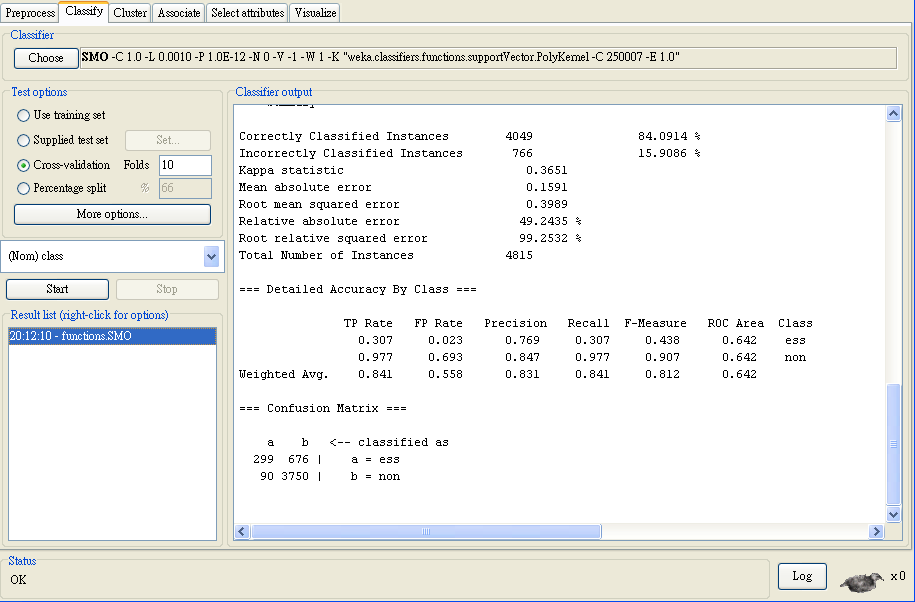 Preprocess Classify Cluster Associate Select attributes Visualize
Classifier
Choose SMO -C 1.0 -L 0.0010 -P 1.0E-12 -N 0 -V -1 -W 1 -K "weka.classifiers.functions.supportVector.PolyKernel -C 250007 -E 1.0"
Test options
Use training set
Supplied test set Set...
Cross-validation Folds 10
Percentage split % 66
More options...
(Nom) class
Start Stop
Result list (right-click for options)
20:12:10 - functions.SMO
Classifier output
Correctly Classified Instances 4049 84.0914 %
Incorrectly Classified Instances 766 15.9086 %
Kappa statistic 0.3651
Mean absolute error 0.1591
Root mean squared error 0.3989
Relative absolute error 49.2435 %
Root relative squared error 99.2532 %
Total Number of Instances 4815
=== Detailed Accuracy By Class ===
TP Rate FP Rate Precision Recall F-Measure ROC Area Class
0.307 0.023 0.769 0.307 0.438 0.642 ess
0.977 0.693 0.847 0.977 0.907 0.642 non
Weighted Avg. 0.841 0.558 0.831 0.841 0.812 0.642
=== Confusion Matrix ===
a b <-- classified as
299 676 | a = ess
90 3750 | b = non
Status
OK
Log x 0